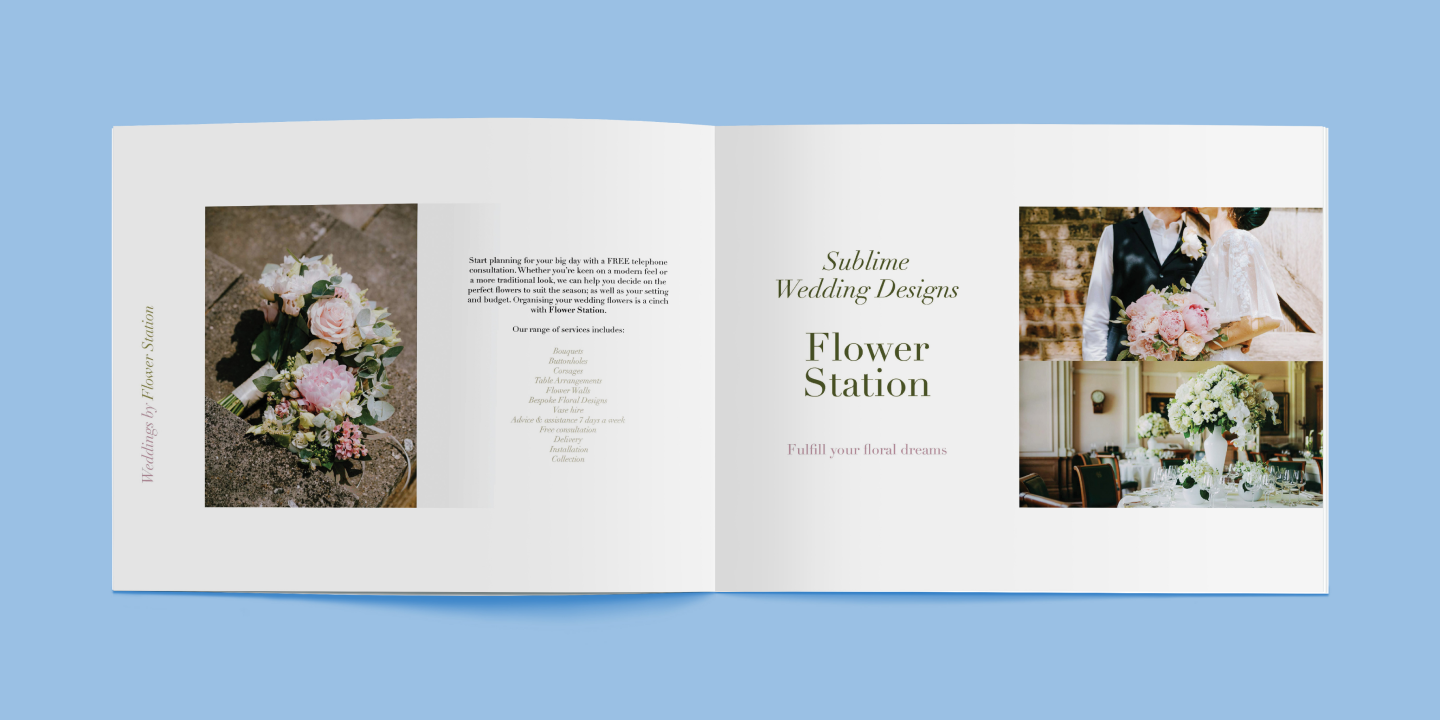 Weddings by Flower Station
Start planning for your big day with a FREE telephone
consultation. Whether you're keen on a modern feel or
a more traditional look, we can help you decide on the
perfect flowers to suit the season; as well as your setting
and budget. Organising your wedding flowers is a cinch
with Flower Station.
Our range of services includes:
Bouquets
Buttonholes
Corsages
Table Arrangements
Flower Walls
Bespoke Floral Designs
Vase hire
Advice & assistance 7 days a week
Free consultation
Delivery
Installation
Collection
Sublime
Wedding Designs
Flower
Station
Fulfill your floral dreams